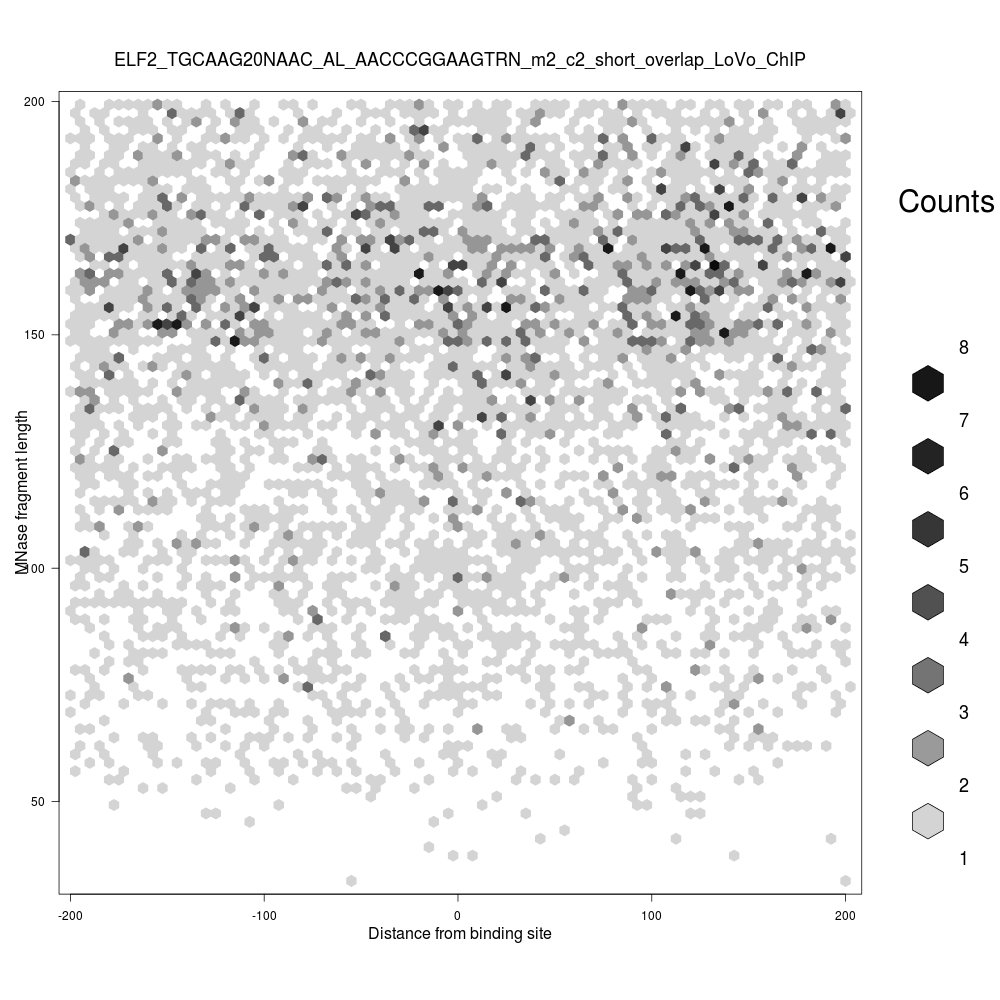 ELF2_TGCAAG20NAAC_AL_AACCCGGAAGTRN_m2_c2_short_overlap_LoVo_ChIP
Counts
8
7
6
5
4
3
2
1
200
150
100
50
MNase fragment length
-200 -100 0 100 200
Distance from binding site